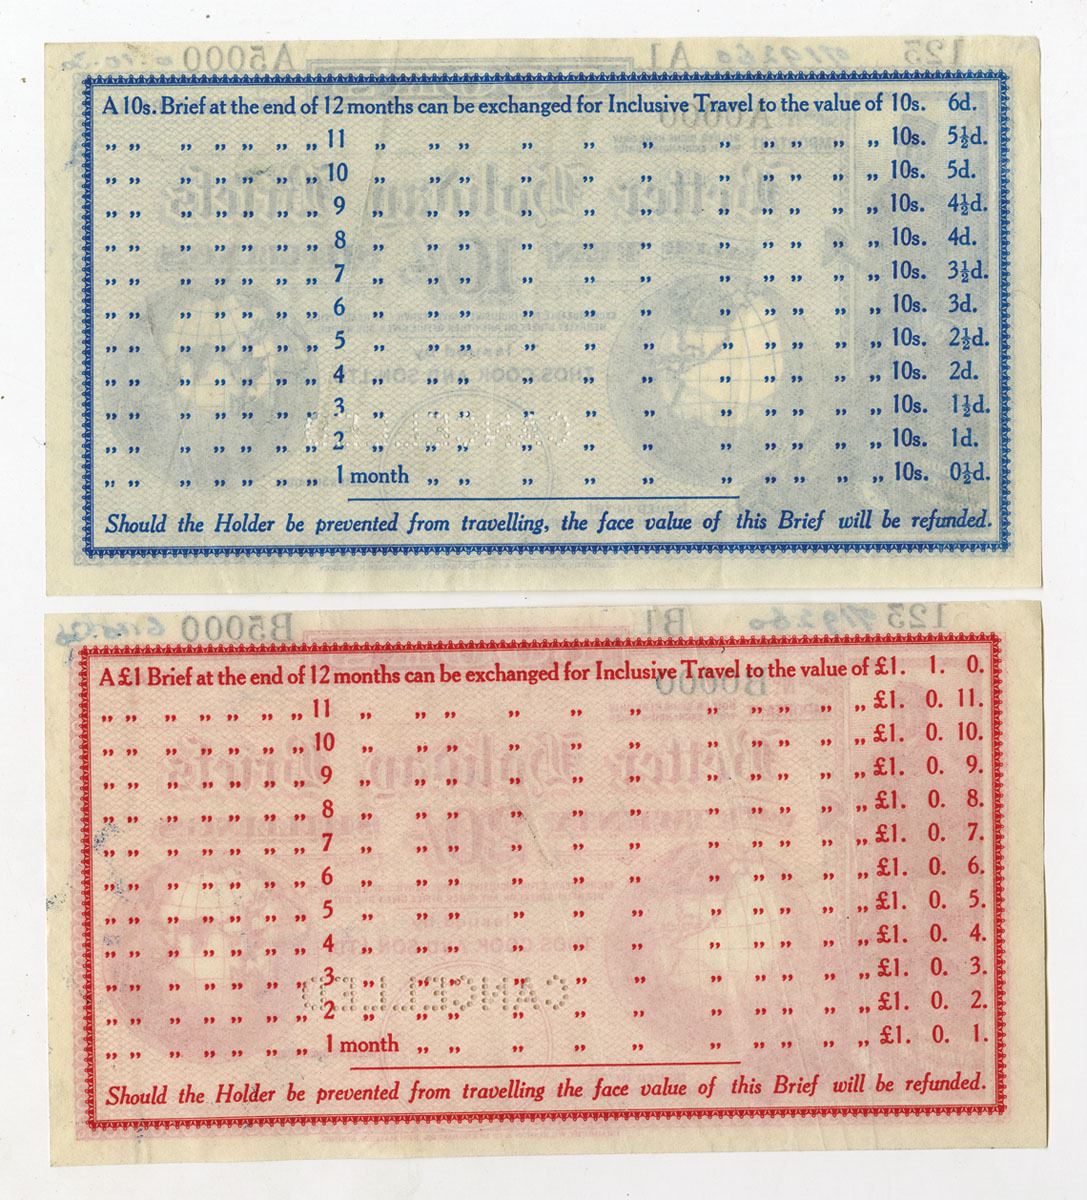 A5000 A1 125
A 10s. Brief at the end of 12 months can be exchanged for Inclusive Travel to the value of 10s. 6d.
„ „ „ „ „ „ „ 11 „ „ „ „ „ „ „ „ „ „ „ 10s. 5½d.
„ „ „ „ „ „ „ 10 „ „ „ „ „ „ „ „ „ „ „ 10s. 5d.
„ „ „ „ „ „ „ 9 „ „ „ „ „ „ „ „ „ „ „ 10s. 4½d.
„ „ „ „ „ „ „ 8 „ „ „ „ „ „ „ „ „ „ „ 10s. 4d.
„ „ „ „ „ „ „ 7 „ „ „ „ „ „ „ „ „ „ „ 10s. 3½d.
„ „ „ „ „ „ „ 6 „ „ „ „ „ „ „ „ „ „ „ 10s. 3d.
„ „ „ „ „ „ „ 5 „ „ „ „ „ „ „ „ „ „ „ 10s. 2½d.
„ „ „ „ „ „ „ 4 „ „ „ „ „ „ „ „ „ „ „ 10s. 2d.
„ „ „ „ „ „ „ 3 „ „ „ „ „ „ „ „ „ „ „ 10s. 1½d.
„ „ „ „ „ „ „ 2 „ „ „ „ „ „ „ „ „ „ „ 10s. 1d.
CANCELLED
„ „ „ „ „ „ „ 1 month „ „ „ „ „ „ „ „ „ „ 10s. 0½d.
Should the Holder be prevented from travelling, the face value of this Brief will be refunded.
B5000 B1 125
A £1 Brief at the end of 12 months can be exchanged for Inclusive Travel to the value of £1. 1. 0.
„ „ „ „ „ „ „ 11 „ „ „ „ „ „ „ „ „ „ „ £1. 0. 11.
„ „ „ „ „ „ „ 10 „ „ „ „ „ „ „ „ „ „ „ £1. 0. 10.
„ „ „ „ „ „ „ 9 „ „ „ „ „ „ „ „ „ „ „ £1. 0. 9.
„ „ „ „ „ „ „ 8 „ „ „ „ „ „ „ „ „ „ „ £1. 0. 8.
„ „ „ „ „ „ „ 7 „ „ „ „ „ „ „ „ „ „ „ £1. 0. 7.
„ „ „ „ „ „ „ 6 „ „ „ „ „ „ „ „ „ „ „ £1. 0. 6.
„ „ „ „ „ „ „ 5 „ „ „ „ „ „ „ „ „ „ „ £1. 0. 5.
„ „ „ „ „ „ „ 4 „ „ „ „ „ „ „ „ „ „ „ £1. 0. 4.
„ „ „ „ „ „ „ 3 „ „ „ „ „ „ „ „ „ „ „ £1. 0. 3.
CANCELLED
„ „ „ „ „ „ „ 2 „ „ „ „ „ „ „ „ „ „ „ £1. 0. 2.
„ „ „ „ „ „ „ 1 month „ „ „ „ „ „ „ „ „ „ £1. 0. 1.
Should the Holder be prevented from travelling the face value of this Brief will be refunded.